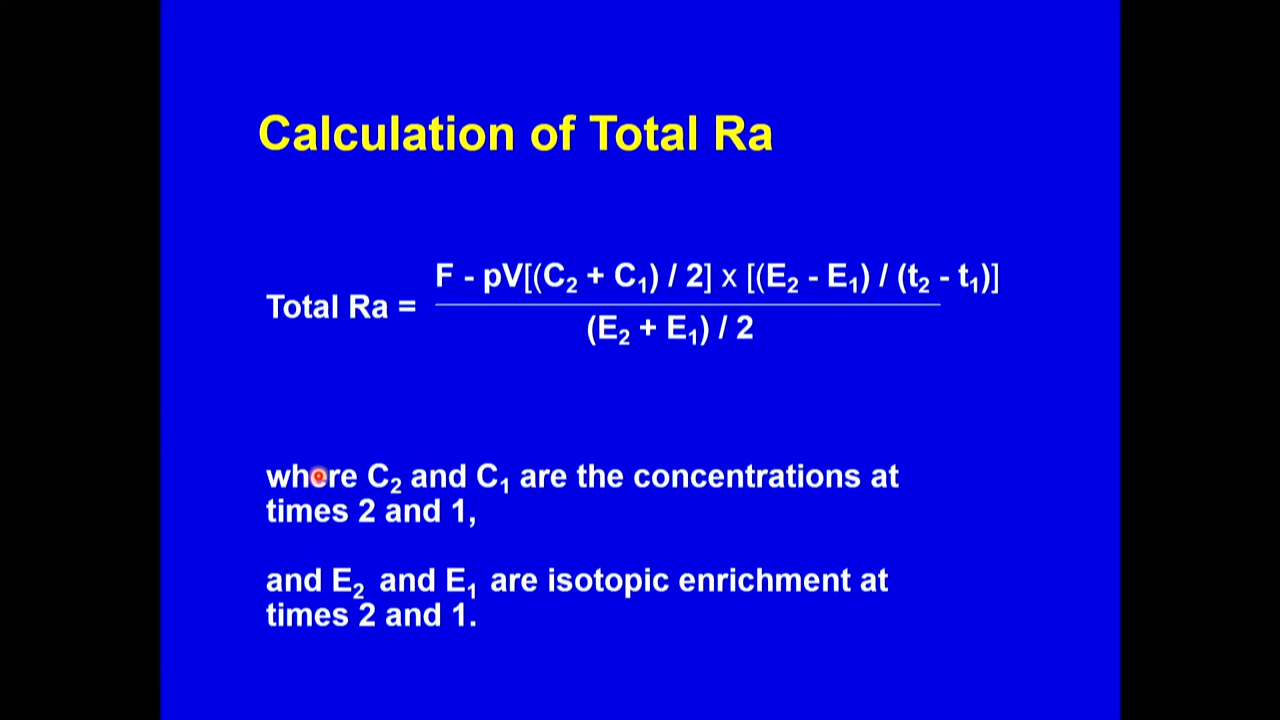 Calculation of Total Ra
F - pV[(C₂ + C₁) / 2] x [(E₂ - E₁) / (t₂ - t₁)]
Total Ra =
(E₂ + E₁) / 2
where C₂ and C₁ are the concentrations at
times 2 and 1,
and E₂ and E₁ are isotopic enrichment at
times 2 and 1.